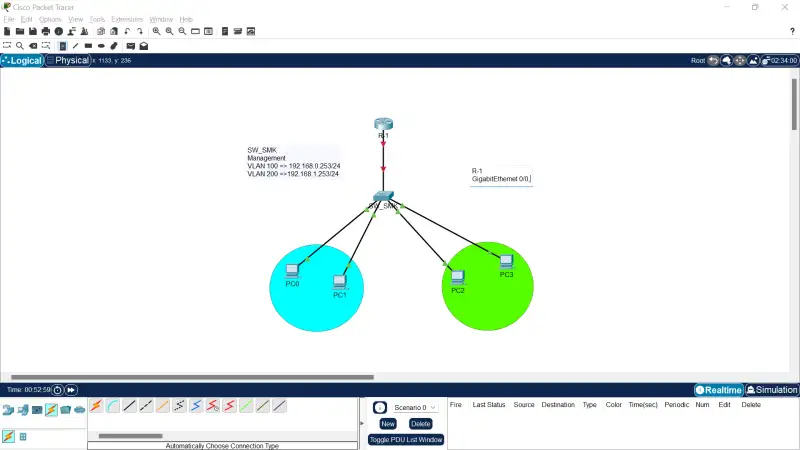 Cisco Packet Tracer
File Edit Options View Tools Extensions Window Help
?
Logical Physical x: 1133, y: 236 Root 02:34:00
R-1
SW_SMK
Management
VLAN 100 => 192.168.0.253/24
VLAN 200 =>192.168.1.253/24
R-1
GigabitEthernet 0/0,
SW_SMK
PC0
PC1
PC2
PC3
Time: 00:52:59 Realtime Simulation
Scenario 0
New Delete
Toggle PDU List Window
Fire Last Status Source Destination Type Color Time(sec) Periodic Num Edit Delete
Automatically Choose Connection Type